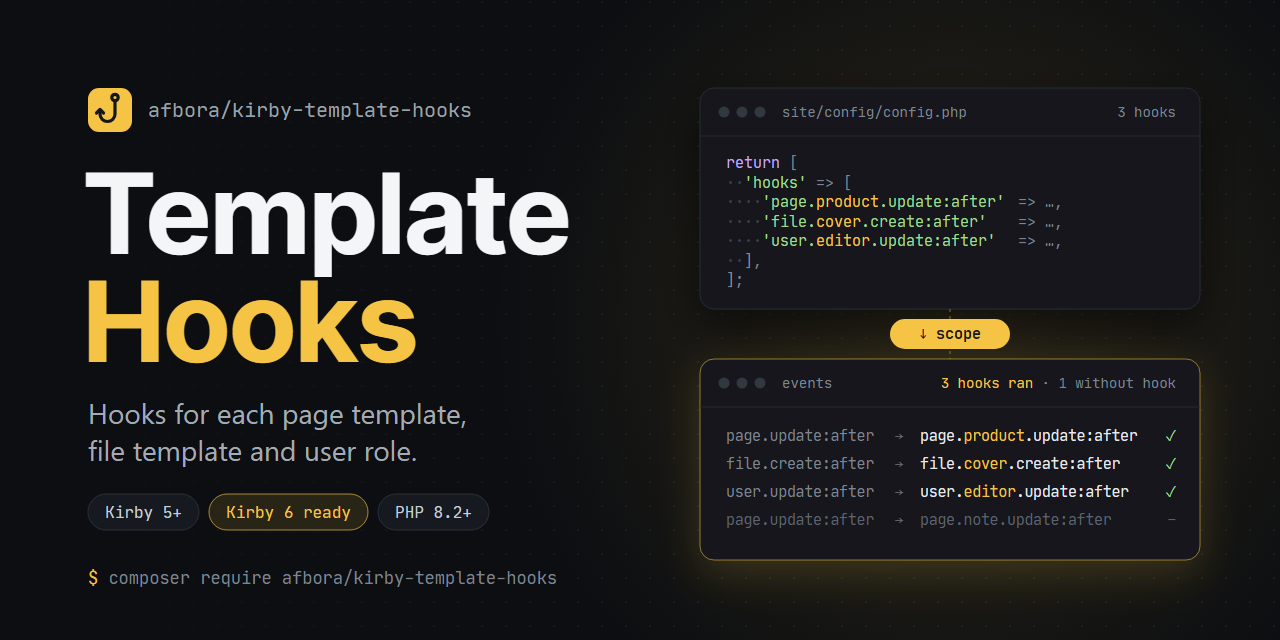 afbora/kirby-template-hooks
Template
Hooks
Hooks for each page template,
file template and user role.
Kirby 5+ Kirby 6 ready PHP 8.2+
$ composer require afbora/kirby-template-hooks
site/config/config.php 3 hooks
return [
··'hooks' => [
····'page.product.update:after' => …,
····'file.cover.create:after' => …,
····'user.editor.update:after' => …,
··],
];
↓ scope
events 3 hooks ran · 1 without hook
page.update:after → page.product.update:after ✓
file.create:after → file.cover.create:after ✓
user.update:after → user.editor.update:after ✓
page.update:after → page.note.update:after –